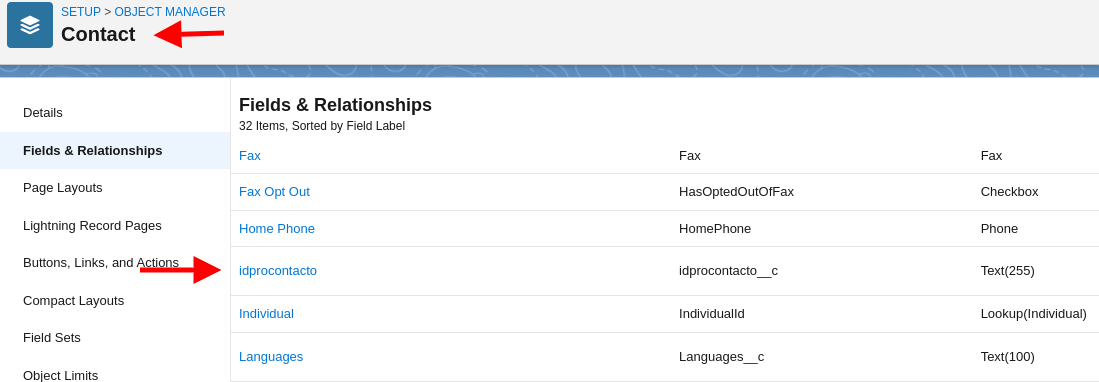 SETUP > OBJECT MANAGER
Contact
Details
Fields & Relationships
Page Layouts
Lightning Record Pages
Buttons, Links, and Actions
Compact Layouts
Field Sets
Object Limits
Fields & Relationships
32 Items, Sorted by Field Label
Fax Fax Fax
Fax Opt Out HasOptedOutOfFax Checkbox
Home Phone HomePhone Phone
idprocontacto idprocontacto__c Text(255)
Individual IndividualId Lookup(Individual)
Languages Languages__c Text(100)